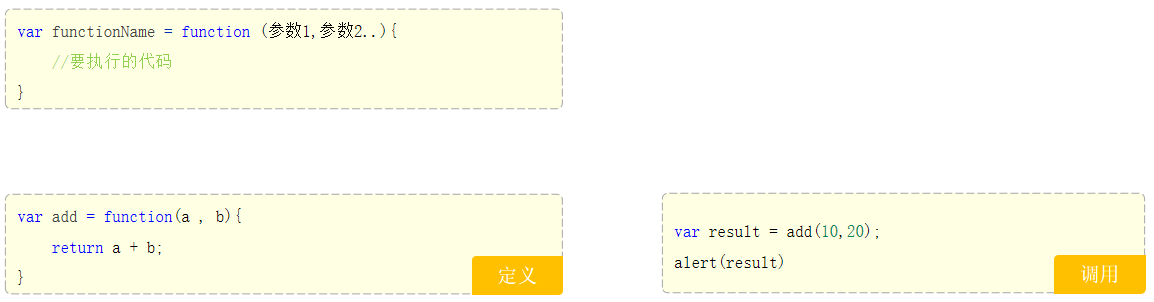 var functionName = function (参数1,参数2..){
    //要执行的代码
}
var add = function(a , b){
    return a + b;
}
定义
var result = add(10,20);
alert(result)
调用